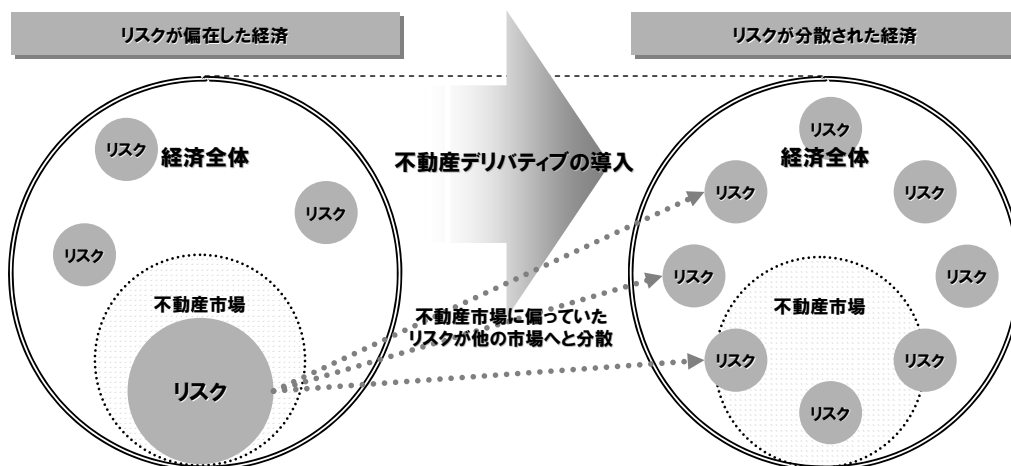 リスクが偏在した経済
リスクが分散された経済
リスク
経済全体
リスク
リスク
不動産市場
リスク
不動産デリバティブの導入
不動産市場に偏っていた
リスクが他の市場へと分散
リスク
経済全体
リスク
リスク
リスク
リスク
不動産市場
リスク
リスク
リスク